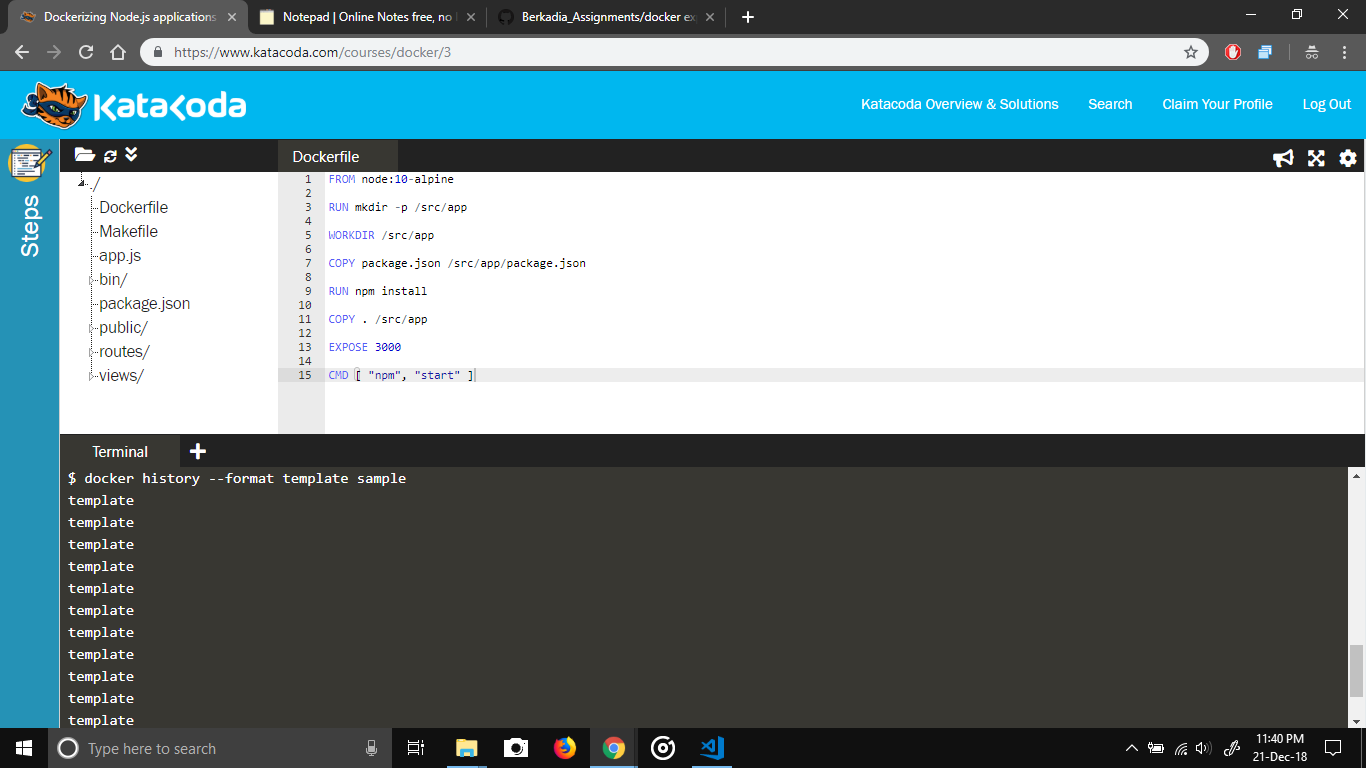 Dockerizing Node.js applications
Notepad | Online Notes free, no
Berkadia_Assignments/docker ex
https://www.katacoda.com/courses/docker/3
KataKoda
Katacoda Overview & Solutions
Search
Claim Your Profile
Log Out
Steps
./
Dockerfile
Makefile
app.js
bin/
package.json
public/
routes/
views/
Dockerfile
1 FROM node:10-alpine
2
3 RUN mkdir -p /src/app
4
5 WORKDIR /src/app
6
7 COPY package.json /src/app/package.json
8
9 RUN npm install
10
11 COPY . /src/app
12
13 EXPOSE 3000
14
15 CMD [ "npm", "start" ]
Terminal
$ docker history --format template sample
template
template
template
template
template
template
template
template
template
template
template
Type here to search
11:40 PM
21-Dec-18